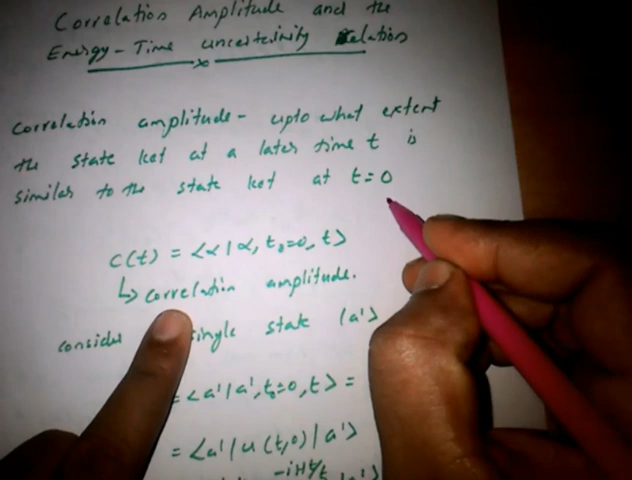 Correlation Amplitude and the
Energy-Time uncertainity Relation
Correlation amplitude - upto what extent
the state ket at a later time t is
similar to the state ket at t=0
C(t) = <α|α, t₀=0, t>
↳ correlation amplitude.
consider single state |a'>
= <a'|a', t₀=0, t> =
= <a'|U(t,0)|a'>
-iHt/ |a'>